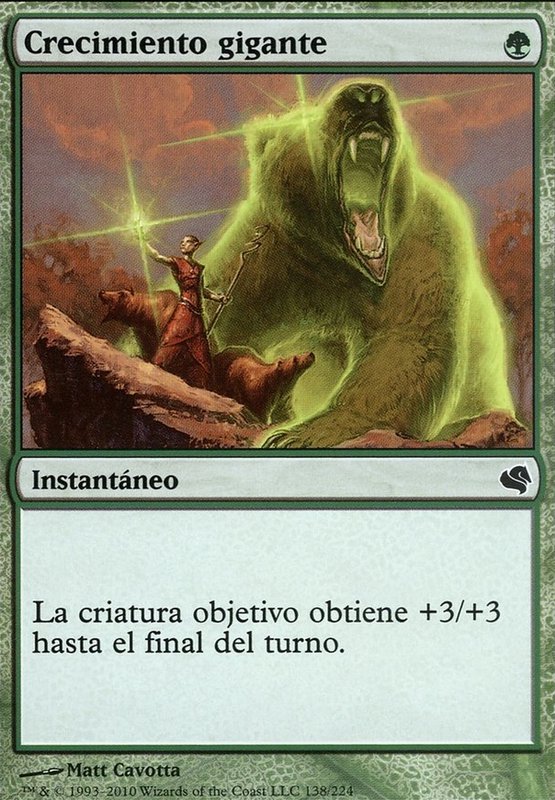 Crecimiento gigante
Instantáneo
La criatura objetivo obtiene +3/+3
hasta el final del turno.
Matt Cavotta
™ & © 1993-2010 Wizards of the Coast LLC 138/224